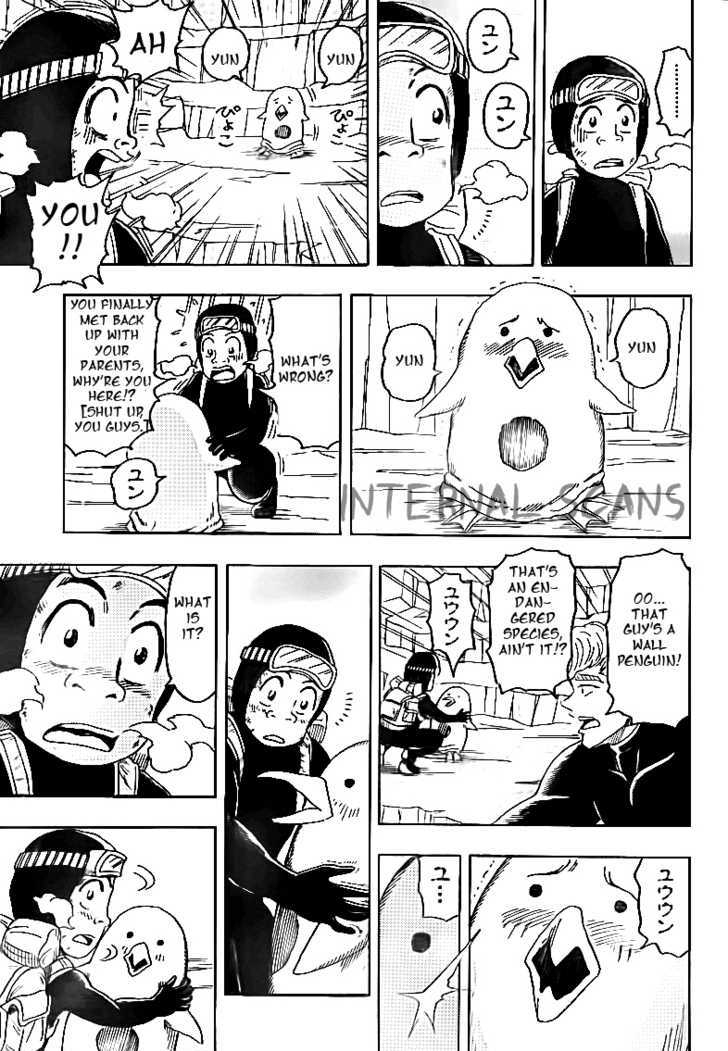 .......
ユン
ユン
YUN
YUN
ぴょこ
ぴょこ
AH
YOU
!!
YUN
YUN
WHAT'S
WRONG?
YOU FINALLY
MET BACK
UP WITH
YOUR
PARENTS,
WHY'RE YOU
HERE!?
[SHUT UP,
YOU GUYS.]
ユン
INTERNAL SCANS
OO...
THAT
GUY'S A
WALL
PENGUIN!
THAT'S
AN EN-
DAN-
GERED
SPECIES,
AIN'T IT!?
ユウウン
WHAT
IS
IT?
ユウウン
ユ...